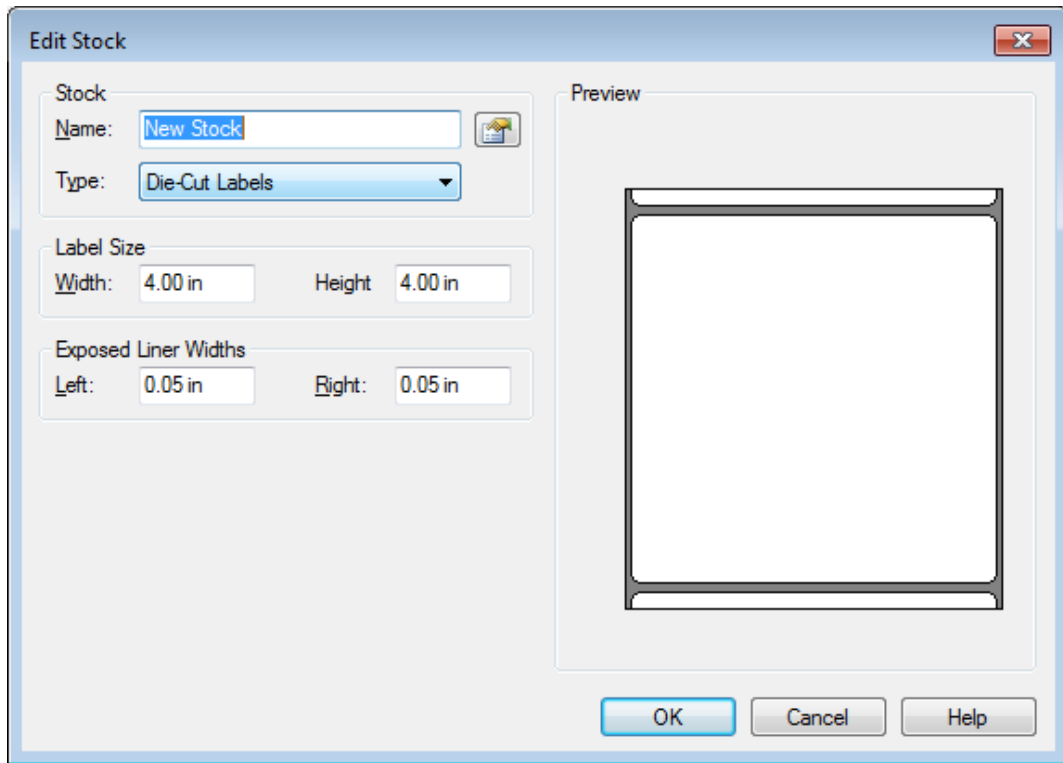 Edit Stock
Stock
Name: New Stock
Type: Die-Cut Labels
Label Size
Width: 4.00 in Height 4.00 in
Exposed Liner Widths
Left: 0.05 in Right: 0.05 in
Preview
OK Cancel Help